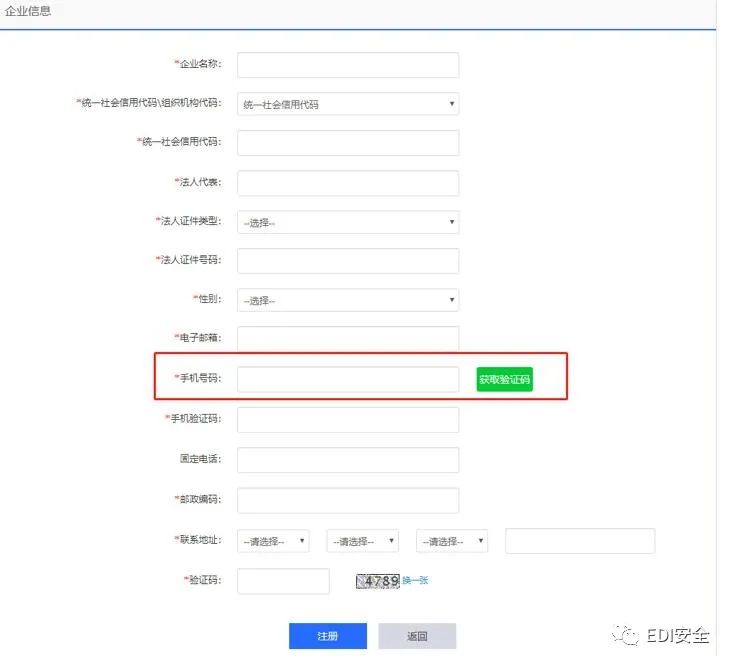 企业信息
*企业名称:
*统一社会信用代码\组织机构代码: 统一社会信用代码
*统一社会信用代码:
*法人代表:
*法人证件类型: --选择--
*法人证件号码:
*性别: --选择--
*电子邮箱:
*手机号码: 获取验证码
*手机验证码:
固定电话:
*邮政编码:
*联系地址: --请选择-- --请选择-- --请选择--
*验证码: 4789 换一张
注册 返回
EDI安全